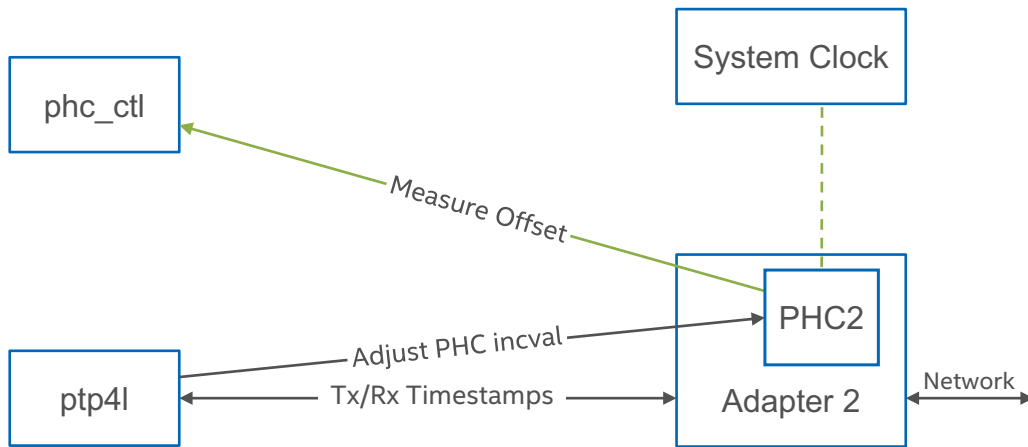 System Clock
phc_ctl
Measure Offset
PHC2
Adjust PHC incval
ptp4l
Tx/Rx Timestamps
Adapter 2
Network